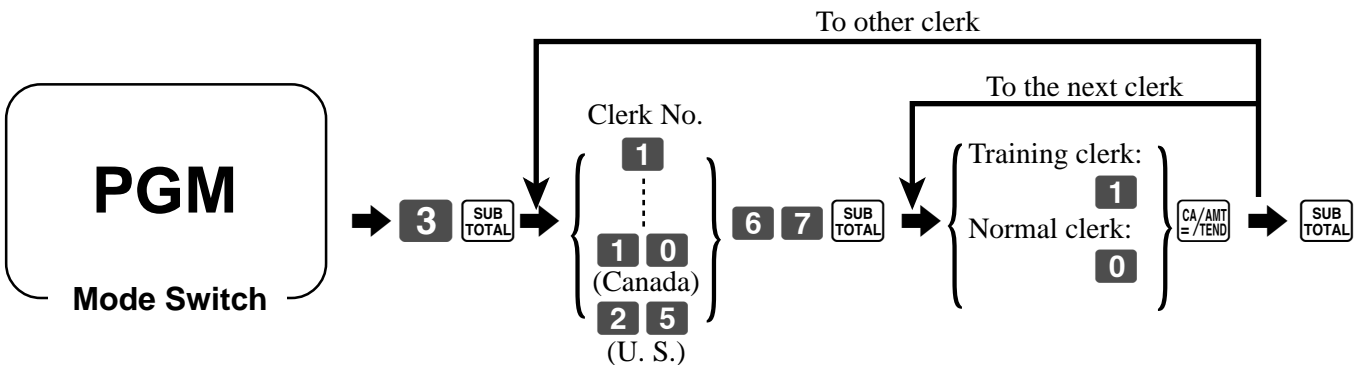 To other clerk
To the next clerk
PGM
Mode Switch
3 SUB TOTAL
Clerk No.
1
1 0
(Canada)
2 5
(U. S.)
6 7 SUB TOTAL
Training clerk:
1
Normal clerk:
0
CA/AMT
= /TEND
SUB TOTAL